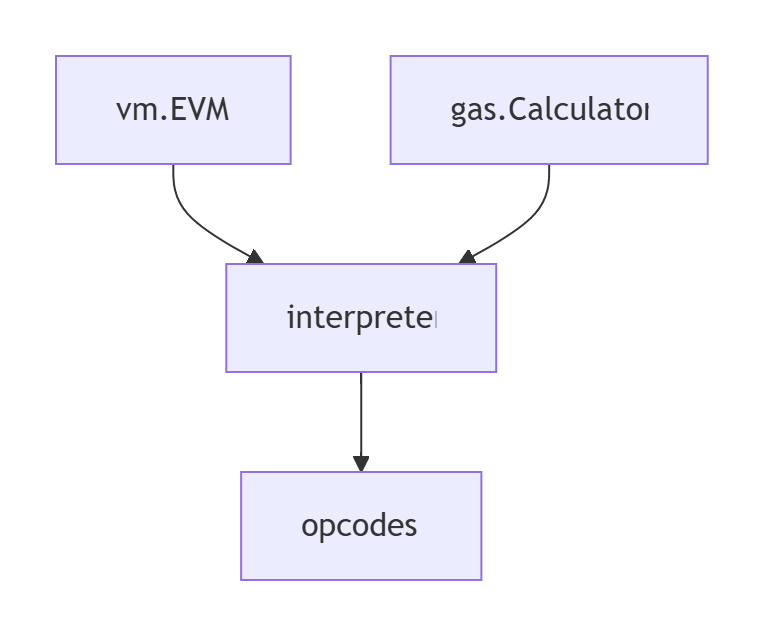 vm.EVM
gas.Calculator
interpreter
opcodes